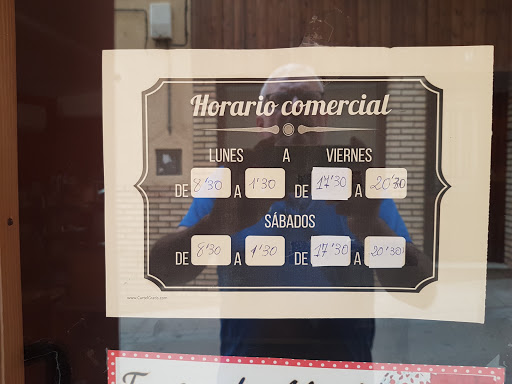 Horario comercial
LUNES A VIERNES
DE 8'30 A 1'30 DE 17'30 A 20'30
SÁBADOS
DE 8'30 A 1'30 DE 17'30 A 20'30